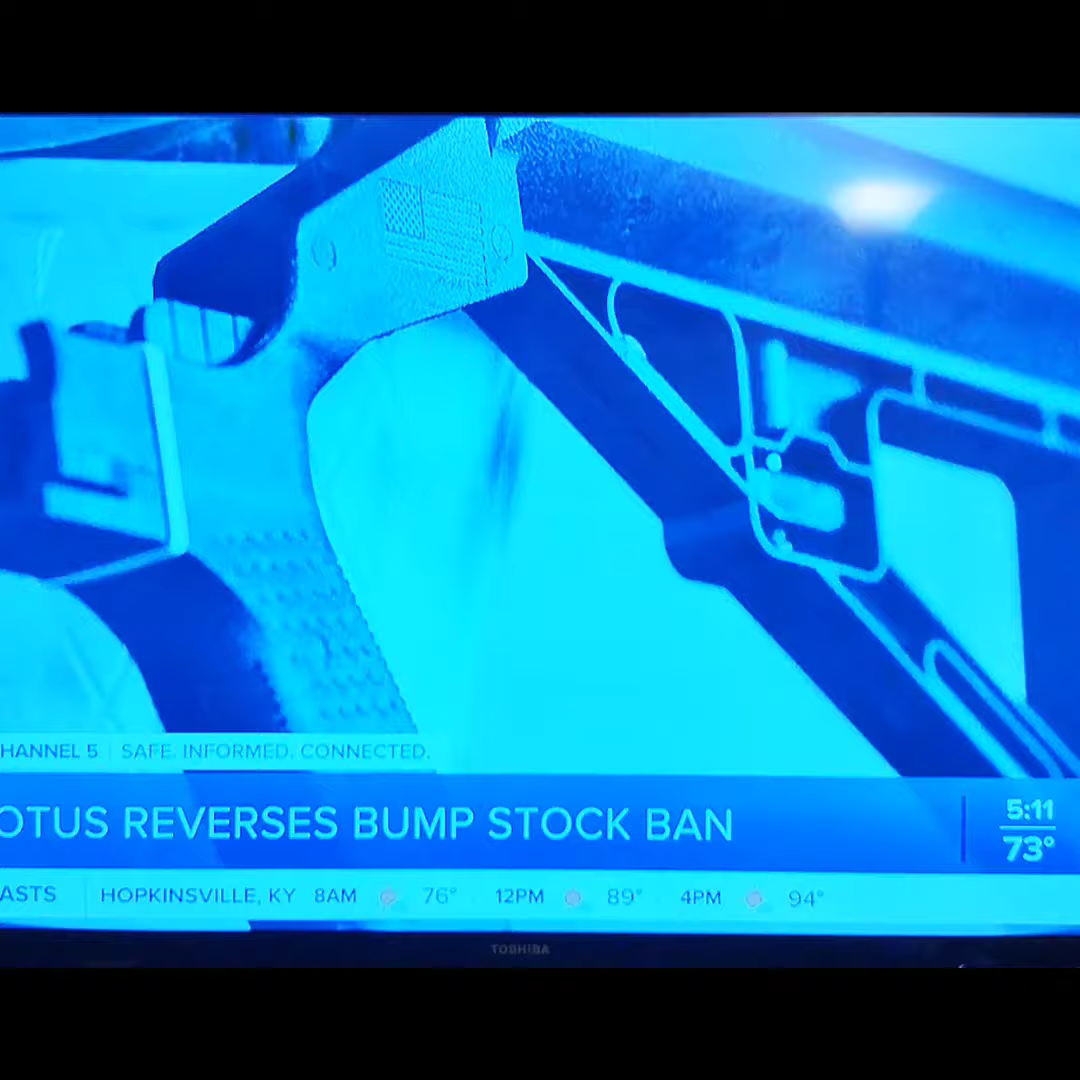 HANNEL 5 | SAFE. INFORMED. CONNECTED.
OTUS REVERSES BUMP STOCK BAN
5:11
73°
ASTS HOPKINSVILLE, KY 8AM 76° 12PM 89° 4PM 94°
TOSHIBA